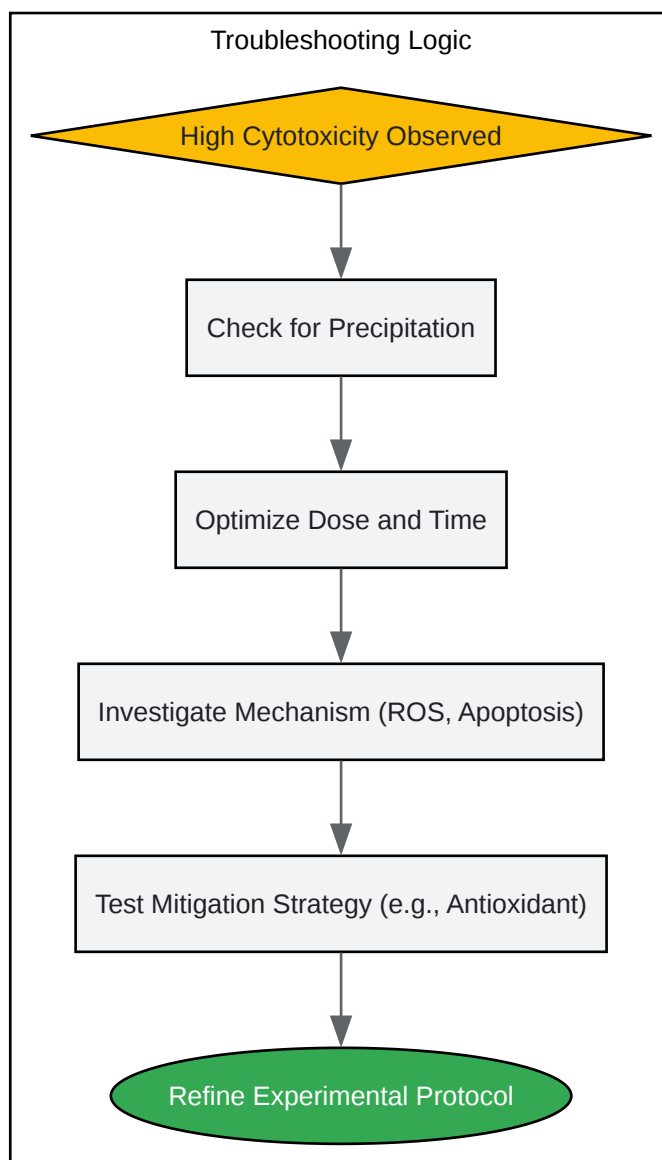 Troubleshooting Logic
High Cytotoxicity Observed
Check for Precipitation
Optimize Dose and Time
Investigate Mechanism (ROS, Apoptosis)
Test Mitigation Strategy (e.g., Antioxidant)
Refine Experimental Protocol